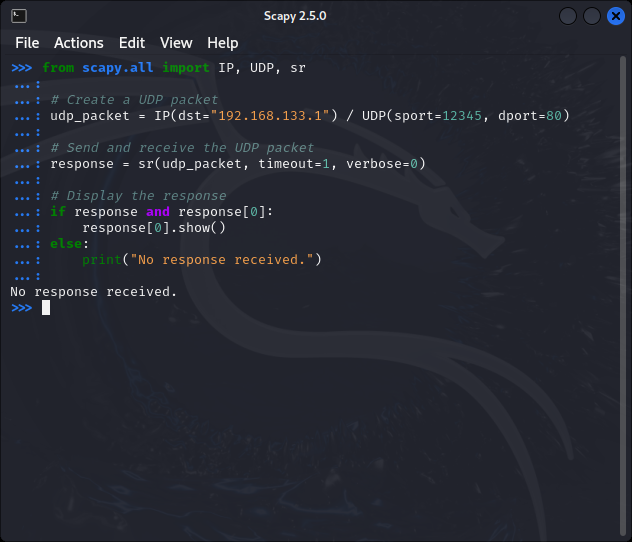 Scapy 2.5.0
File Actions Edit View Help
>>> from scapy.all import IP, UDP, sr
...:
...: # Create a UDP packet
...: udp_packet = IP(dst="192.168.133.1") / UDP(sport=12345, dport=80)
...:
...: # Send and receive the UDP packet
...: response = sr(udp_packet, timeout=1, verbose=0)
...:
...: # Display the response
...: if response and response[0]:
...:     response[0].show()
...: else:
...:     print("No response received.")
...:
No response received.
>>>